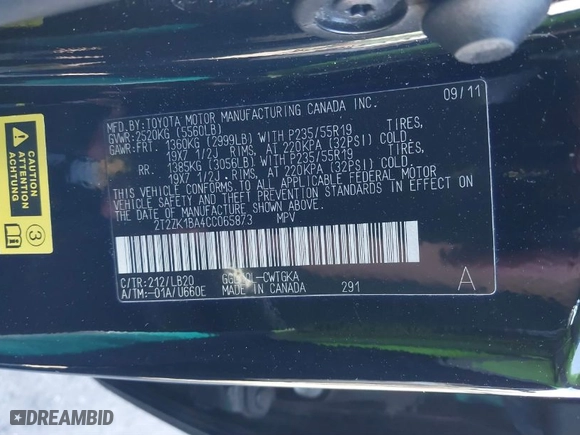 09/11
MFD.BY:TOYOTA MOTOR MANUFACTURING CANADA INC.
GVWR:2520KG (5560LB)
GAWR:FRT. 1360KG (2999LB) WITH P235/55R19 TIRES,
19X7 1/2J RIMS, AT 220KPA (32PSI) COLD.
RR. 1385KG (3056LB) WITH P235/55R19 TIRES,
19X7 1/2J RIMS, AT 220KPA (32PSI) COLD.
THIS VEHICLE CONFORMS TO ALL APPLICABLE FEDERAL MOTOR
VEHICLE SAFETY AND THEFT PREVENTION STANDARDS IN EFFECT ON
THE DATE OF MANUFACTURE SHOWN ABOVE.
2T2ZK1BA4CC065873 MPV
C/TR:212/LB20 -CWTGKA
A/TM:-01A/U660E MADE IN CANADA 291 A
3
DREAMBID